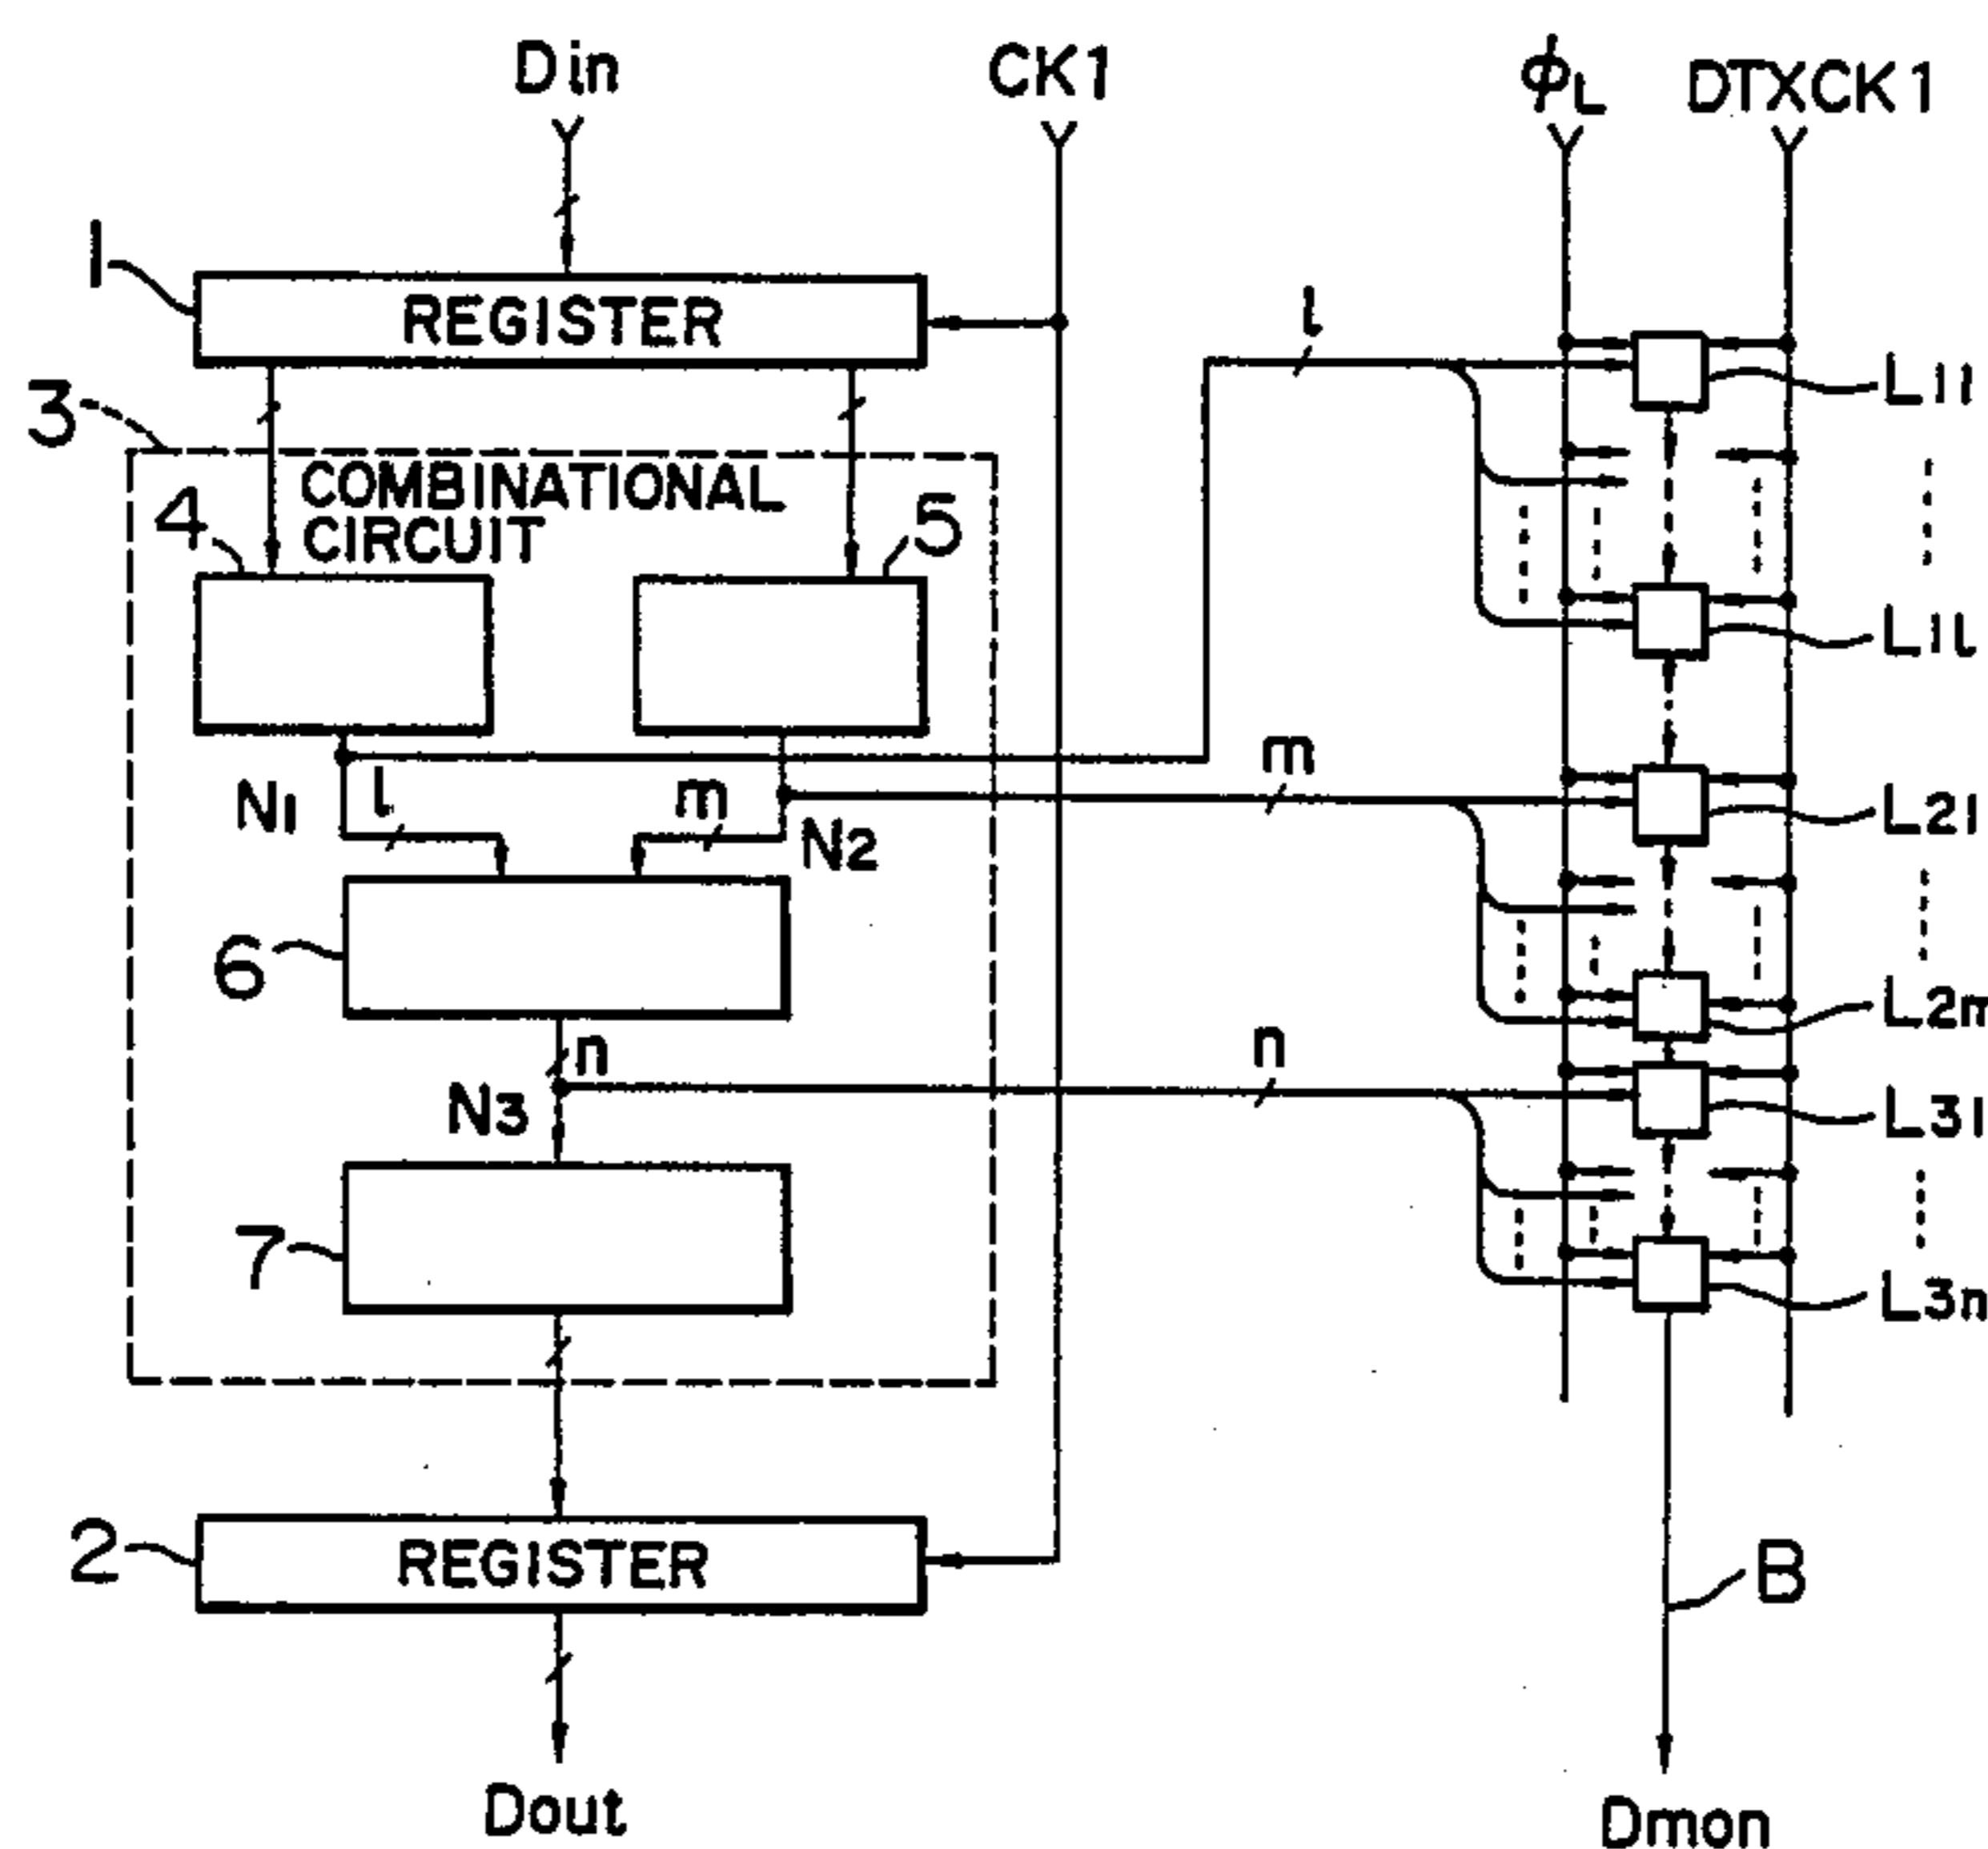 Din
CK1
ϕL
DTXCK1
1
REGISTER
l
L11
3
COMBINATIONAL
CIRCUIT
4
5
L1l
N1
l
m
N2
m
L21
6
L2m
n
N3
n
L31
7
L3n
2
REGISTER
B
Dout
Dmon